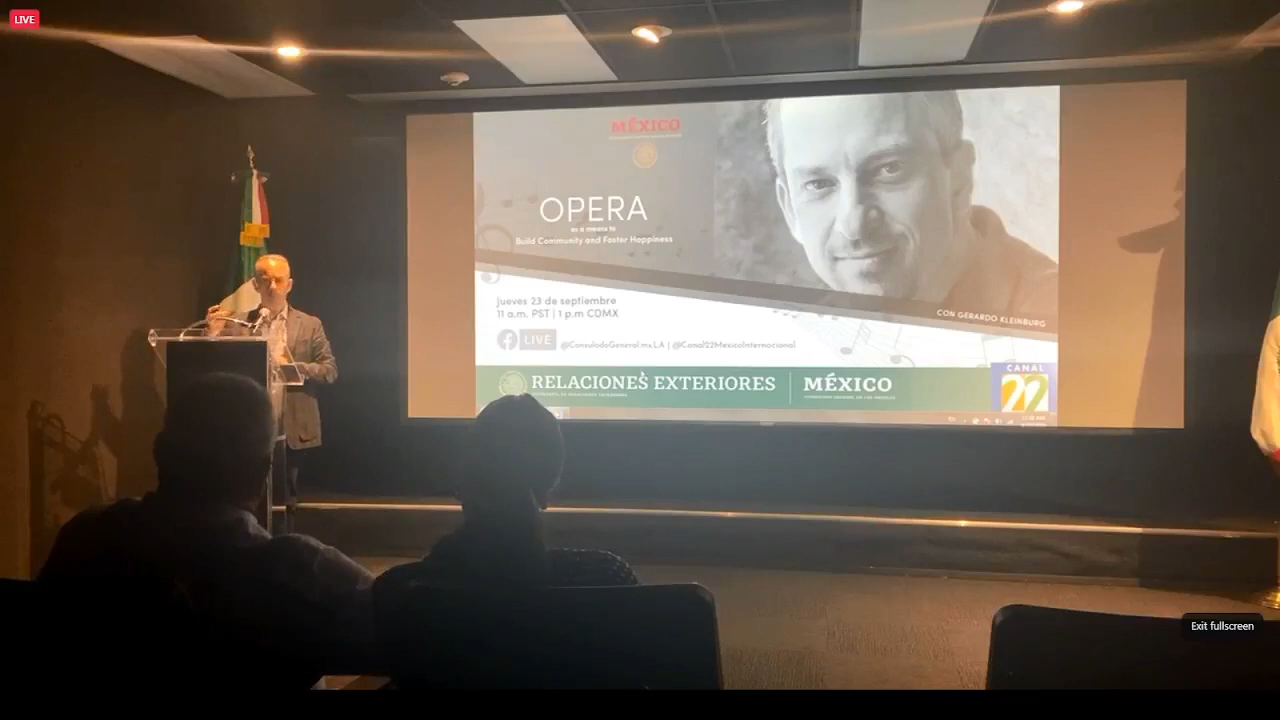 LIVE
MÉXICO
OPERA
as a means to
Build Community and Foster Happiness
Jueves 23 de septiembre
11 a.m. PST | 1 p.m CDMX
LIVE
@ConsuladoGeneral.mx.LA | @Canal22MexicoInternacional
CON GERARDO KLEINBURG
RELACIONES EXTERIORES
MÉXICO
CANAL
22
Exit fullscreen